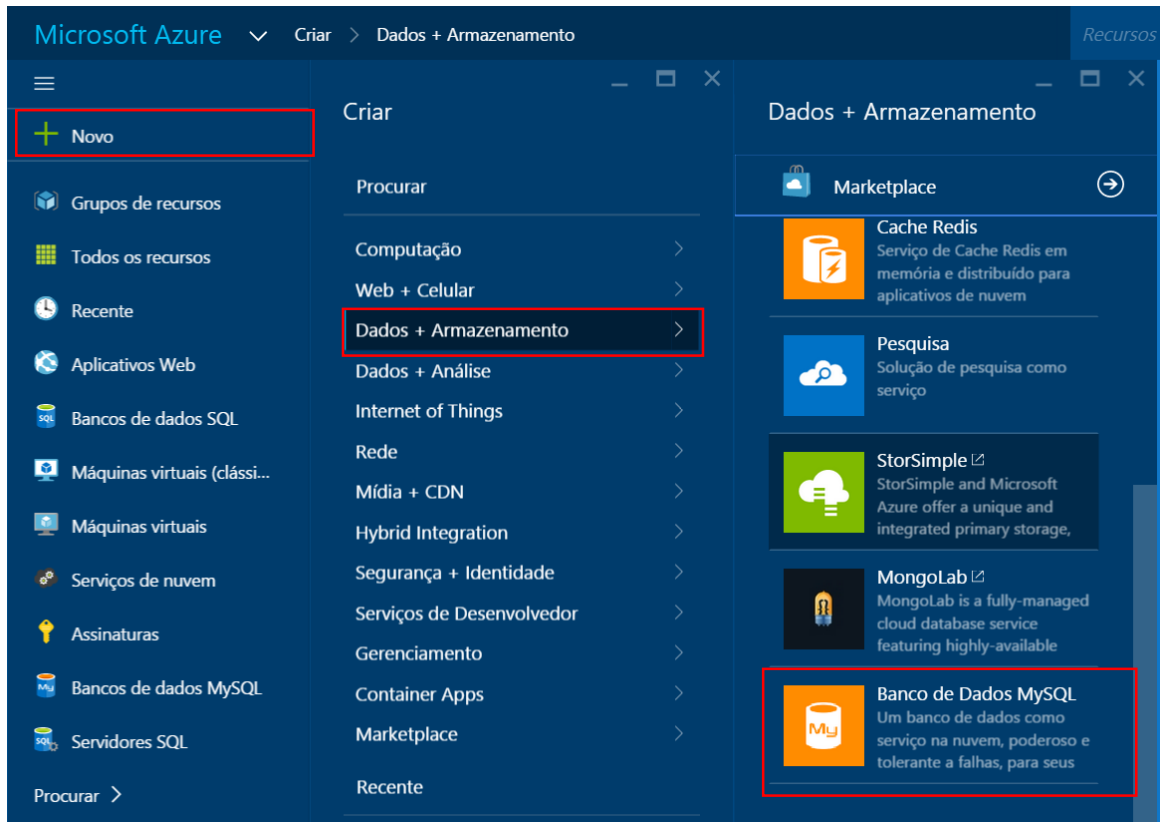 Microsoft Azure Criar > Dados + Armazenamento
Recursos
Novo
Grupos de recursos
Todos os recursos
Recente
Aplicativos Web
SQL Bancos de dados SQL
Máquinas virtuais (clássi...
Máquinas virtuais
Serviços de nuvem
Assinaturas
My Bancos de dados MySQL
SQL Servidores SQL
Procurar >
Criar
Procurar
Computação
Web + Celular
Dados + Armazenamento
Dados + Análise
Internet of Things
Rede
Mídia + CDN
Hybrid Integration
Segurança + Identidade
Serviços de Desenvolvedor
Gerenciamento
Container Apps
Marketplace
Recente
Dados + Armazenamento
Marketplace
Cache Redis
Serviço de Cache Redis em
memória e distribuído para
aplicativos de nuvem
Pesquisa
Solução de pesquisa como
serviço
StorSimple
StorSimple and Microsoft
Azure offer a unique and
integrated primary storage,
MongoLab
MongoLab is a fully-managed
cloud database service
featuring highly-available
My
Banco de Dados MySQL
Um banco de dados como
serviço na nuvem, poderoso e
tolerante a falhas, para seus